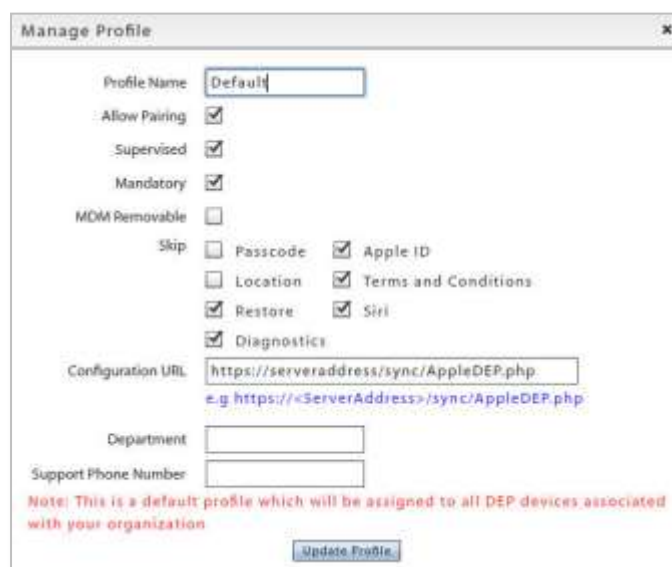 Manage Profile x
Profile Name Default
Allow Pairing
Supervised
Mandatory
MDM Removable
Skip Passcode Apple ID
Location Terms and Conditions
Restore Siri
Diagnostics
Configuration URL https://serveraddress/sync/AppleDEP.php
e.g https://<ServerAddress>/sync/AppleDEP.php
Department
Support Phone Number
Note: This is a default profile which will be assigned to all DEP devices associated
with your organization
Update Profile